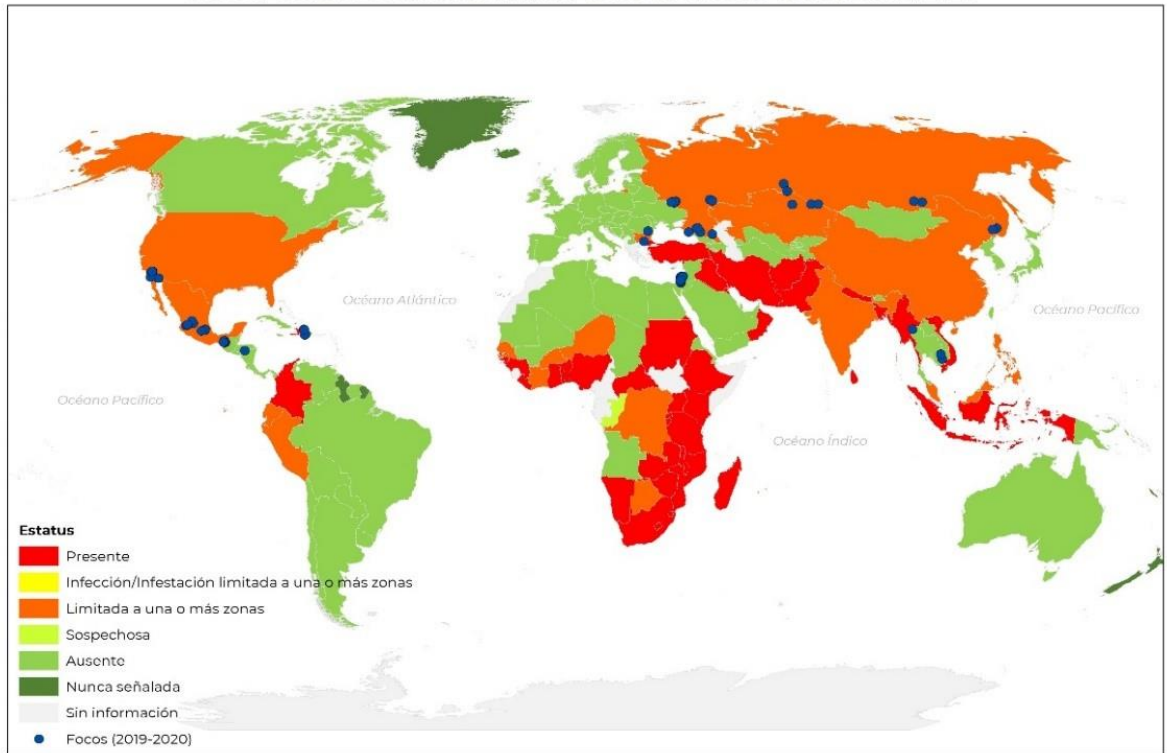 Océano Atlántico
Océano Pacífico
Océano Pacífico
Océano Índico
Estatus
Presente
Infección/Infestación limitada a una o más zonas
Limitada a una o más zonas
Sospechosa
Ausente
Nunca señalada
Sin información
Focos (2019-2020)